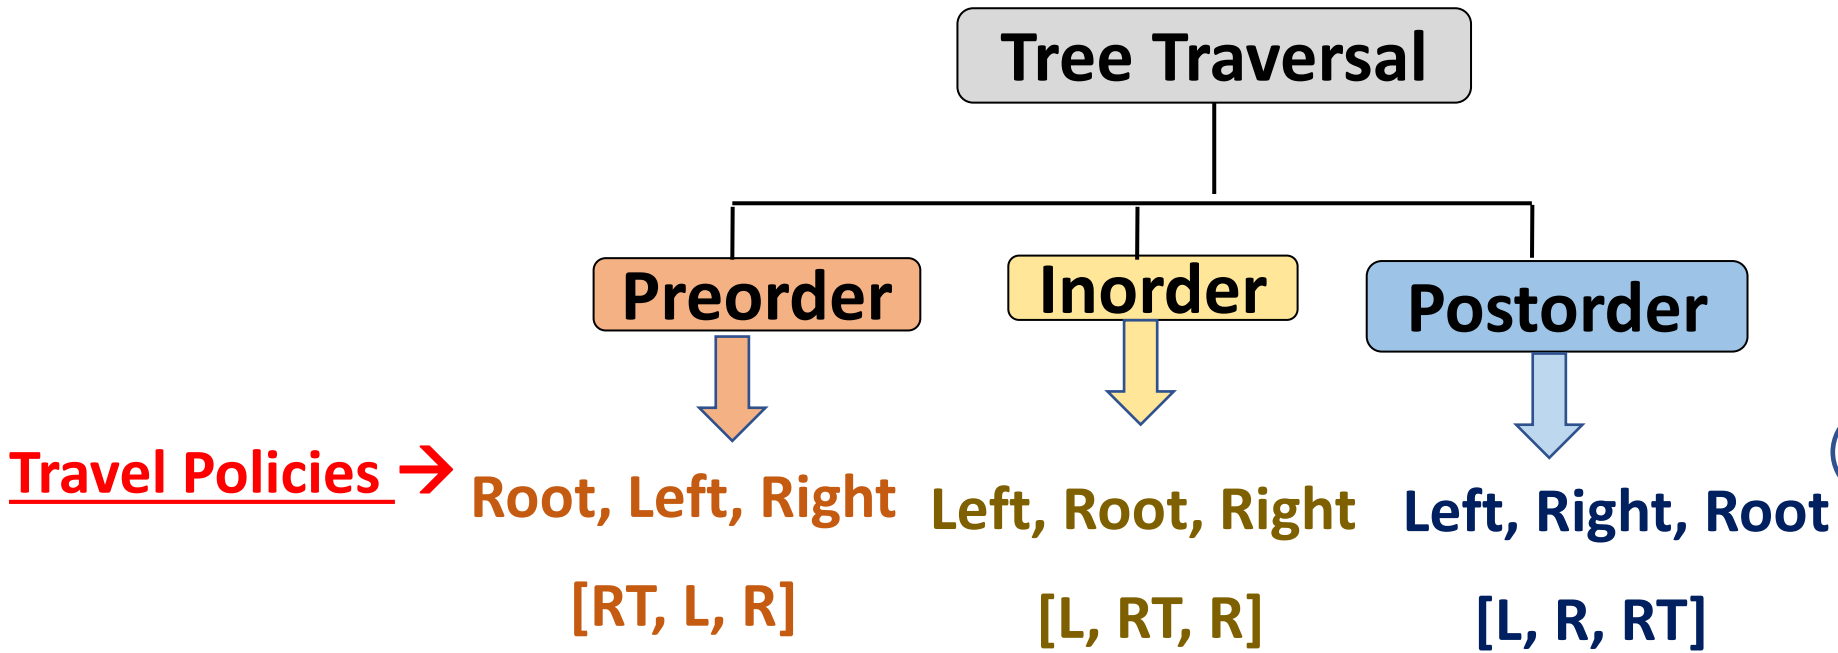 Tree Traversal
Preorder
Inorder
Postorder
Travel Policies →
Root, Left, Right
Left, Root, Right
Left, Right, Root
[RT, L, R]
[L, RT, R]
[L, R, RT]